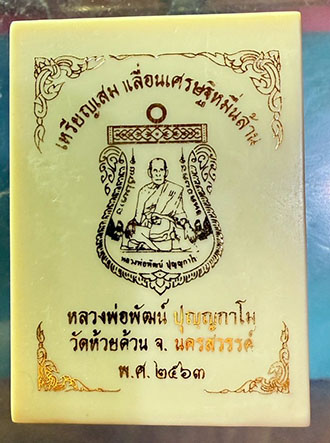 เหรียญเสมาเลื่อนเศรษฐีหมื่นล้าน
หลวงพ่อพัฒน์ ปุญฺญกาโม
หลวงพ่อพัฒน์ ปุญฺญกาโม
วัดห้วยด้วน จ. นครสวรรค์
พ.ศ. ๒๕๖๓